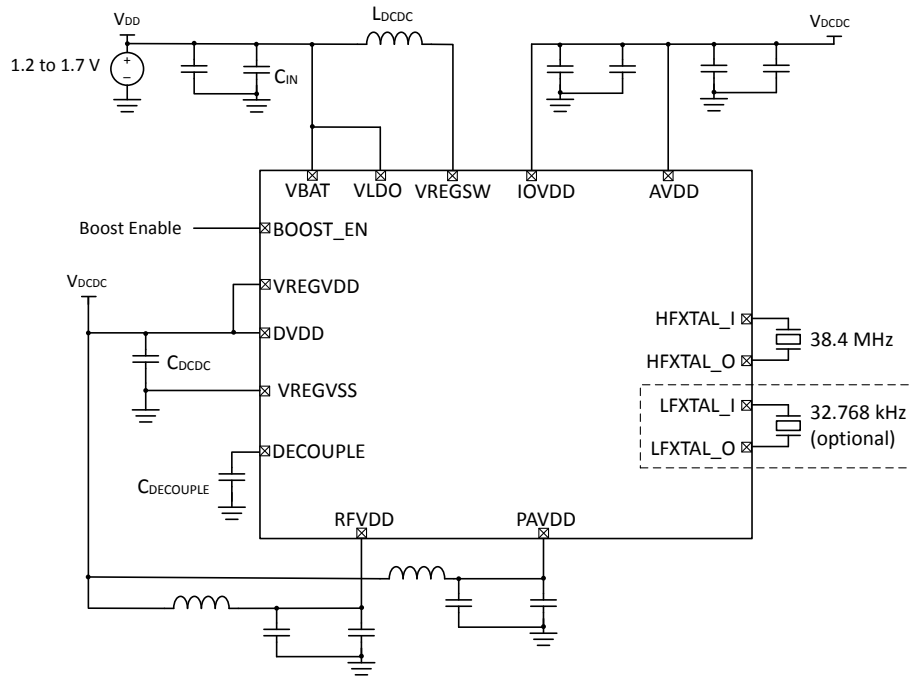 VDD
LDCDC
VDCDC
1.2 to 1.7 V
+
–
CIN
VBAT
VLDO
VREGSW
IOVDD
AVDD
Boost Enable
BOOST_EN
VDCDC
VREGVDD
DVDD
CDCDC
VREGVSS
DECOUPLE
CDECOUPLE
HFXTAL_I
HFXTAL_O
38.4 MHz
LFXTAL_I
LFXTAL_O
32.768 kHz
(optional)
RFVDD
PAVDD